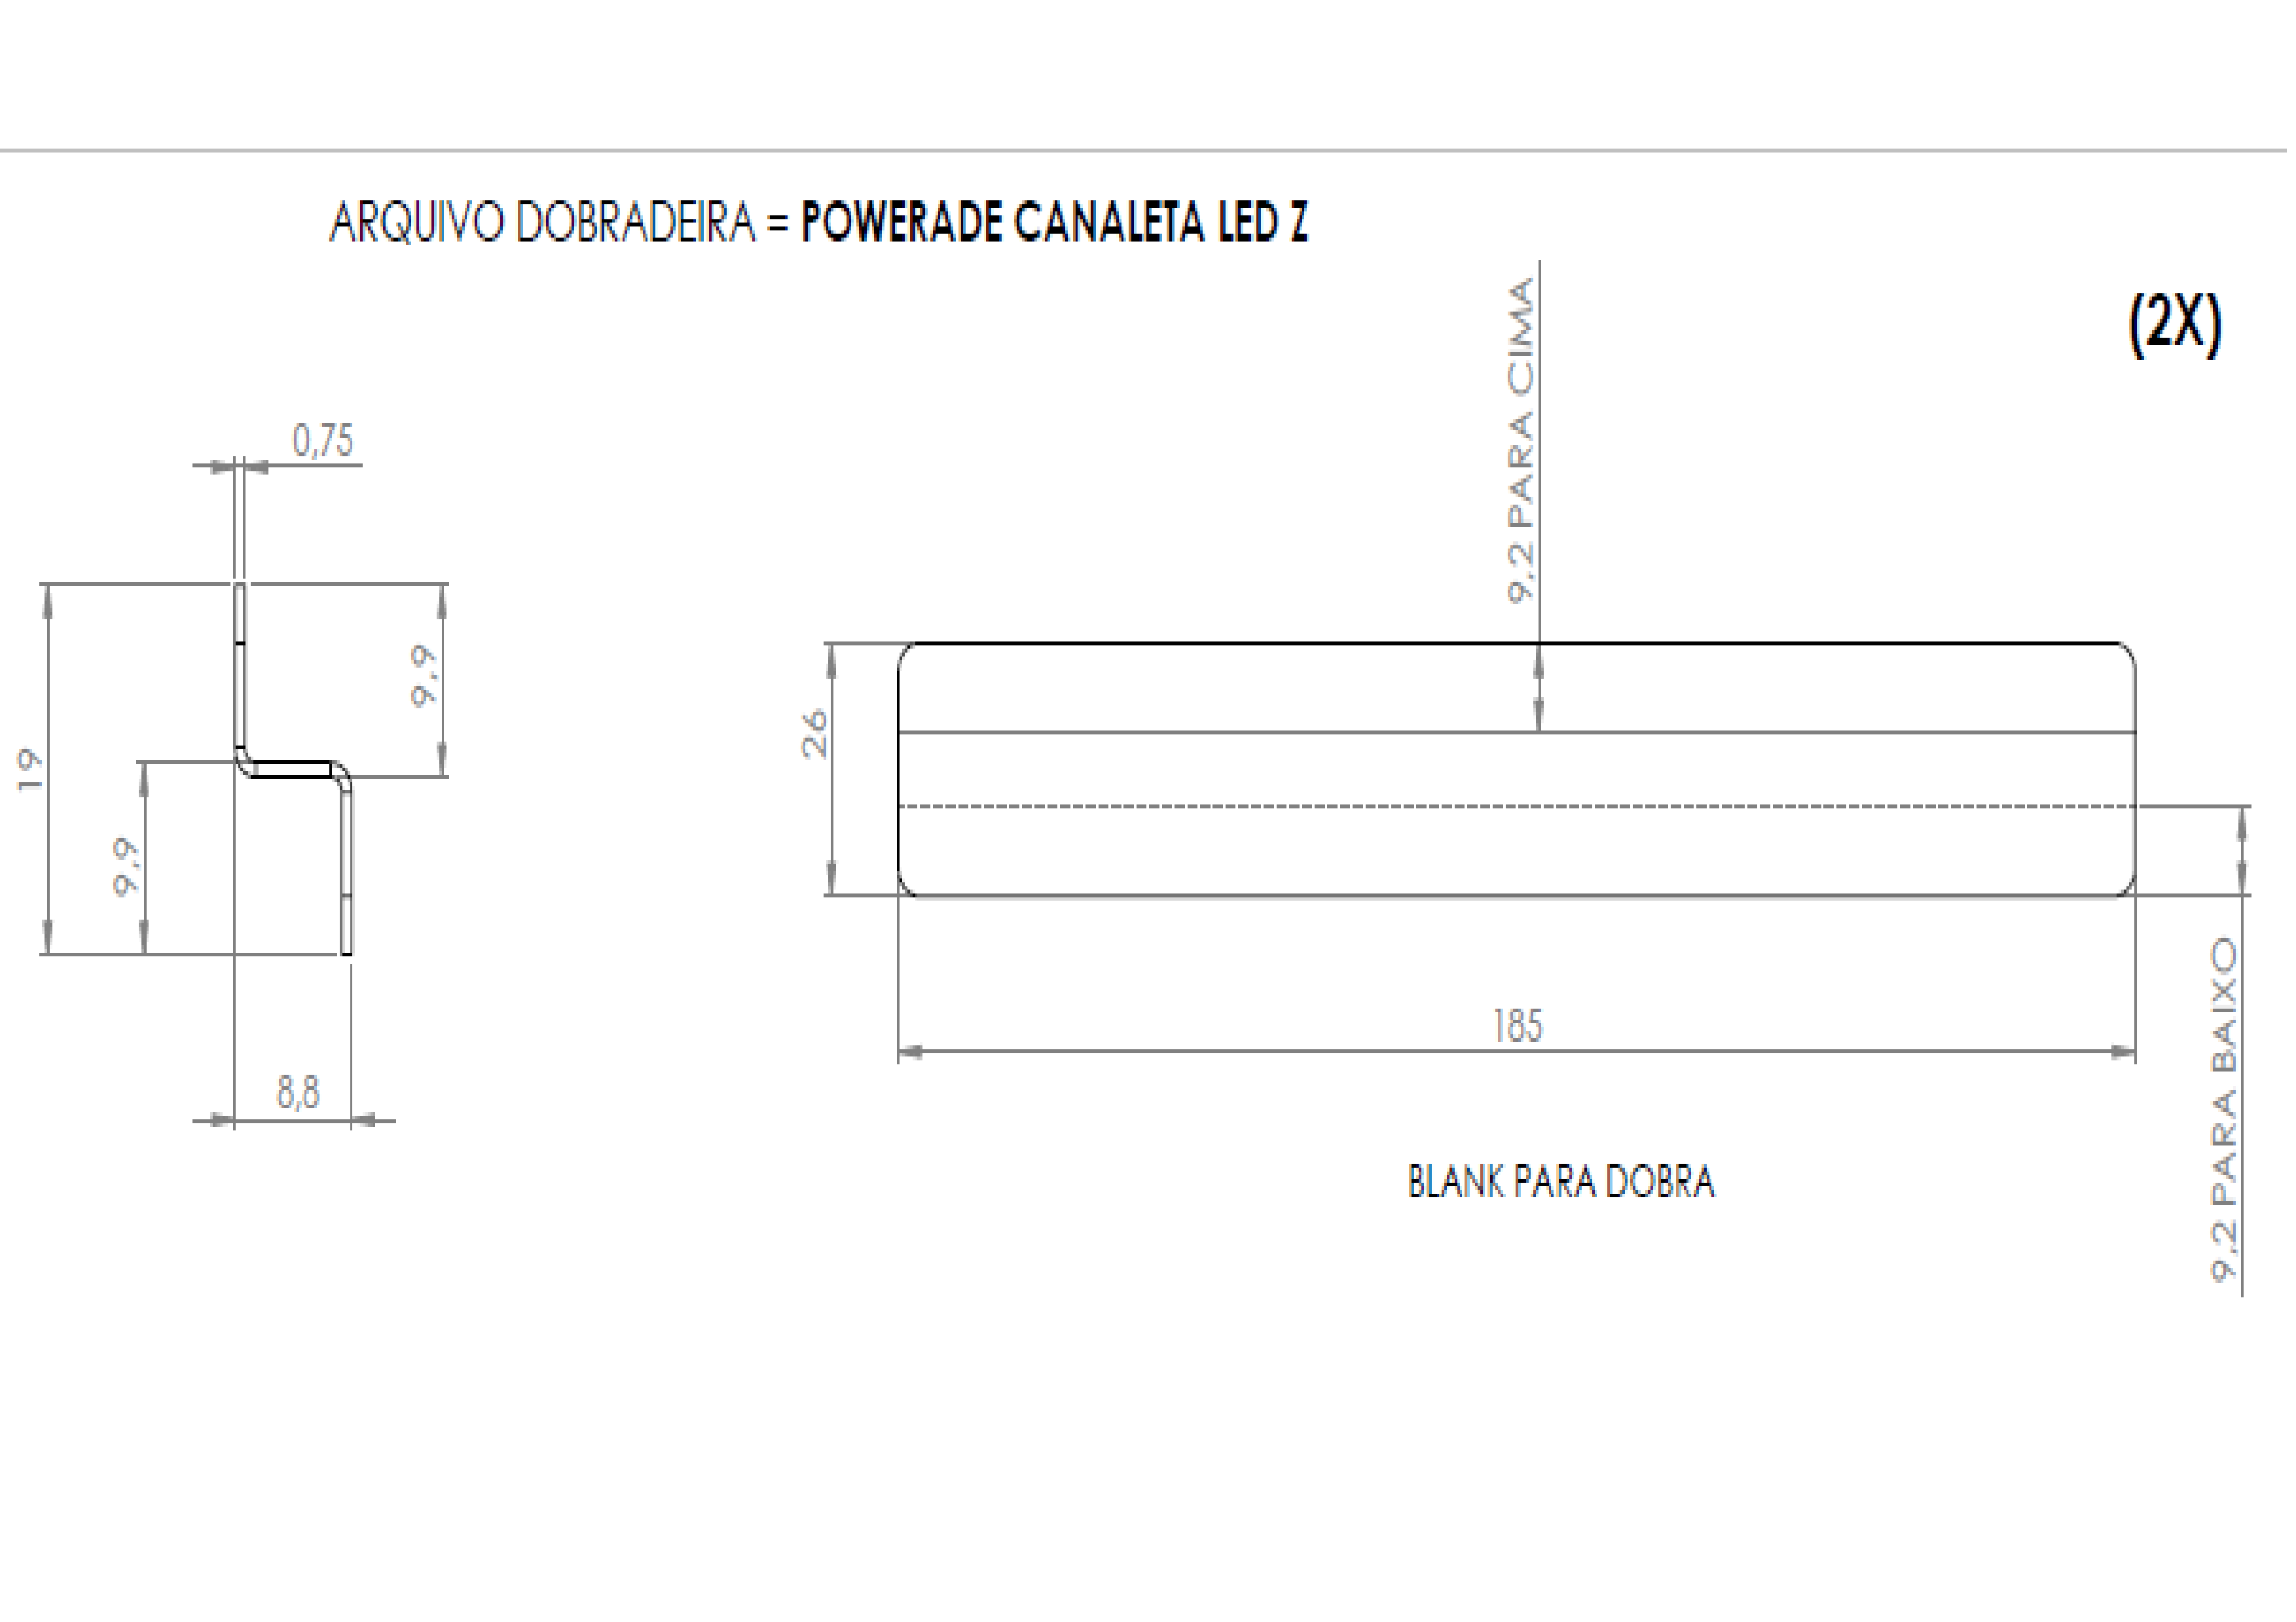 ARQUIVO DOBRADEIRA = POWERADE CANALETA LED Z
(2X)
9,2 PARA CIMA
0,75
9,9
19
9,9
8,8
26
185
9,2 PARA BAIXO
BLANK PARA DOBRA